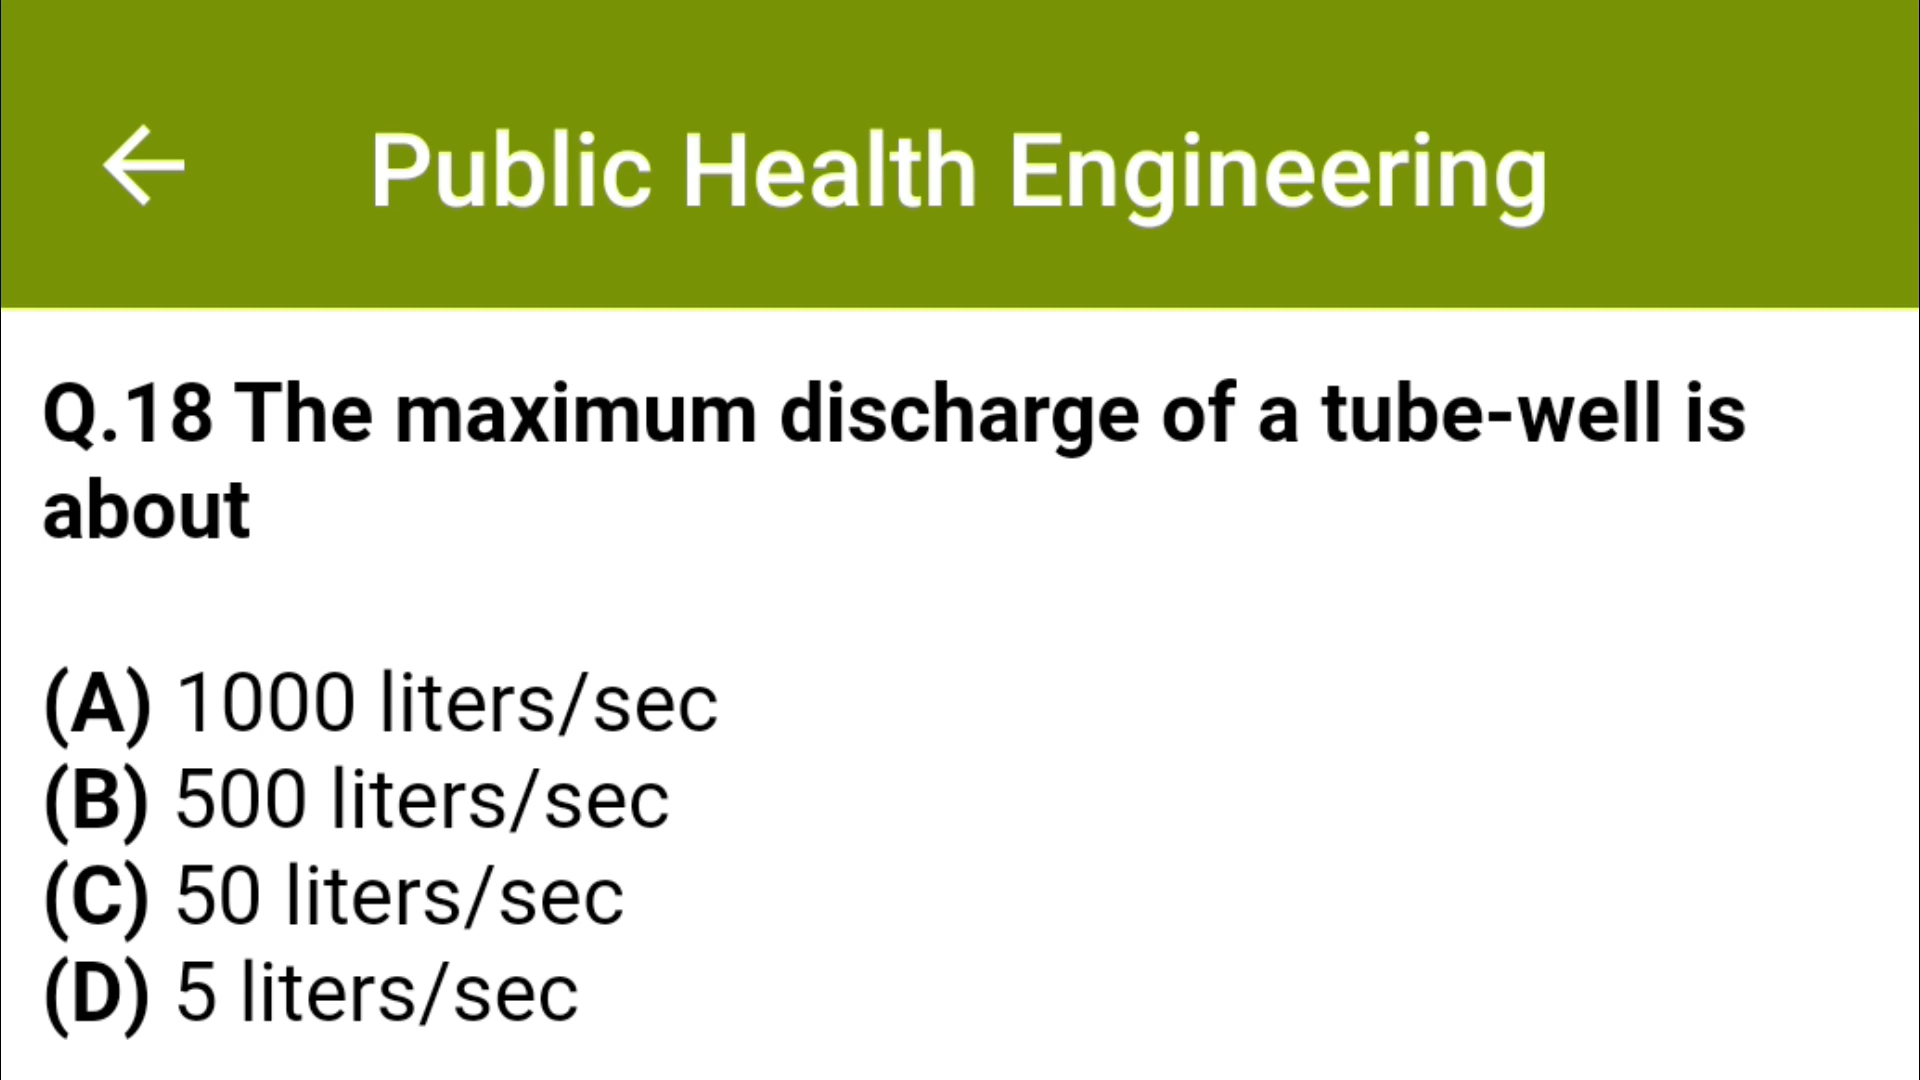 Public Health Engineering
Q.18 The maximum discharge of a tube-well is
about
(A) 1000 liters/sec
(B) 500 liters/sec
(C) 50 liters/sec
(D) 5 liters/sec